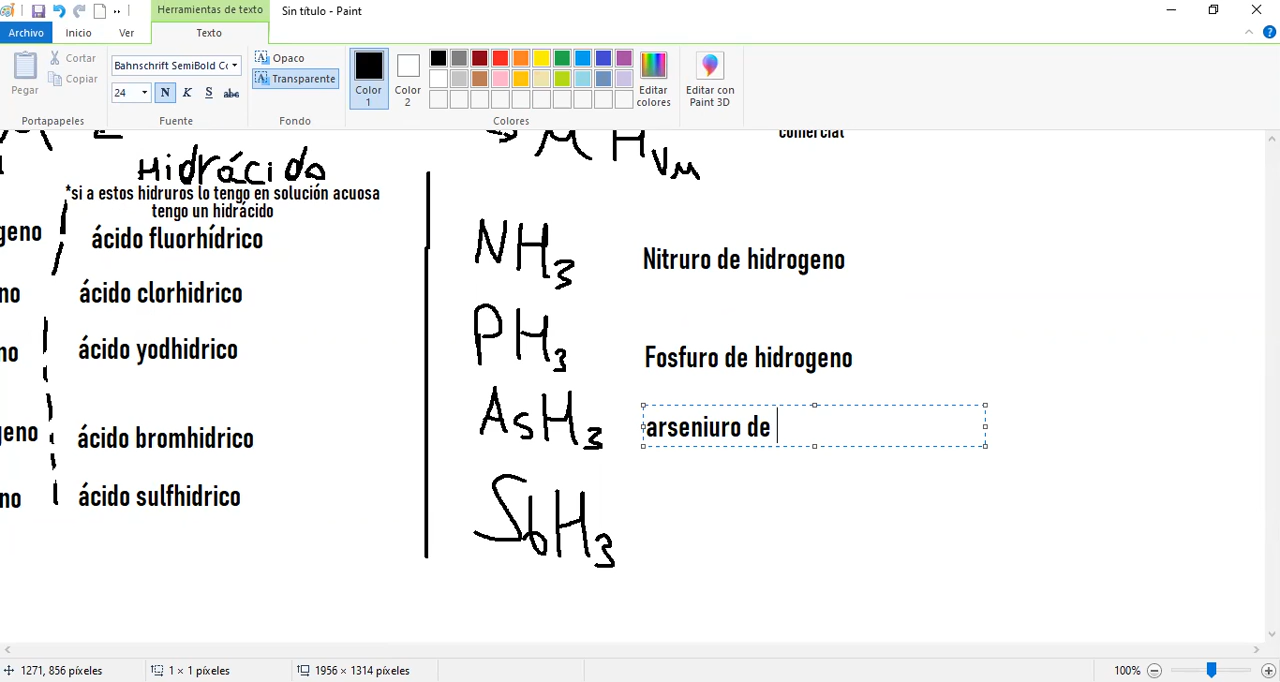 Herramientas de texto
Sin título - Paint
Archivo
Inicio
Ver
Texto
Pegar
Cortar
Copiar
Portapapeles
Bahnschrift SemiBold Cc
24
N
K
S
abc
Fuente
Opaco
Transparente
Fondo
Color 1
Color 2
Editar colores
Editar con Paint 3D
Colores
comercial
Hidrácido
*si a estos hidruros lo tengo en solución acuosa
tengo un hidrácido
geno
ácido fluorhídrico
no
ácido clorhidrico
no
ácido yodhidrico
geno
ácido bromhidrico
no
ácido sulfhidrico
M H VM
NH3
Nitruro de hidrogeno
PH3
Fosfuro de hidrogeno
AsH3
arseniuro de
SbH3
1271, 856 píxeles
1 × 1 píxeles
1956 × 1314 píxeles
100%